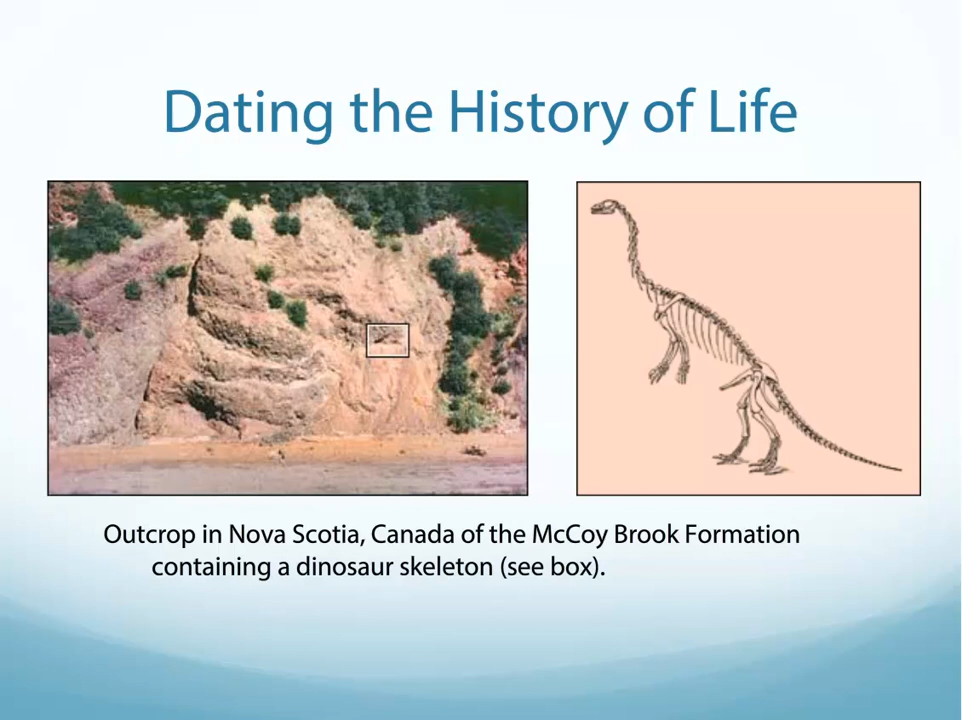 Dating the History of Life
Outcrop in Nova Scotia, Canada of the McCoy Brook Formation
containing a dinosaur skeleton (see box).